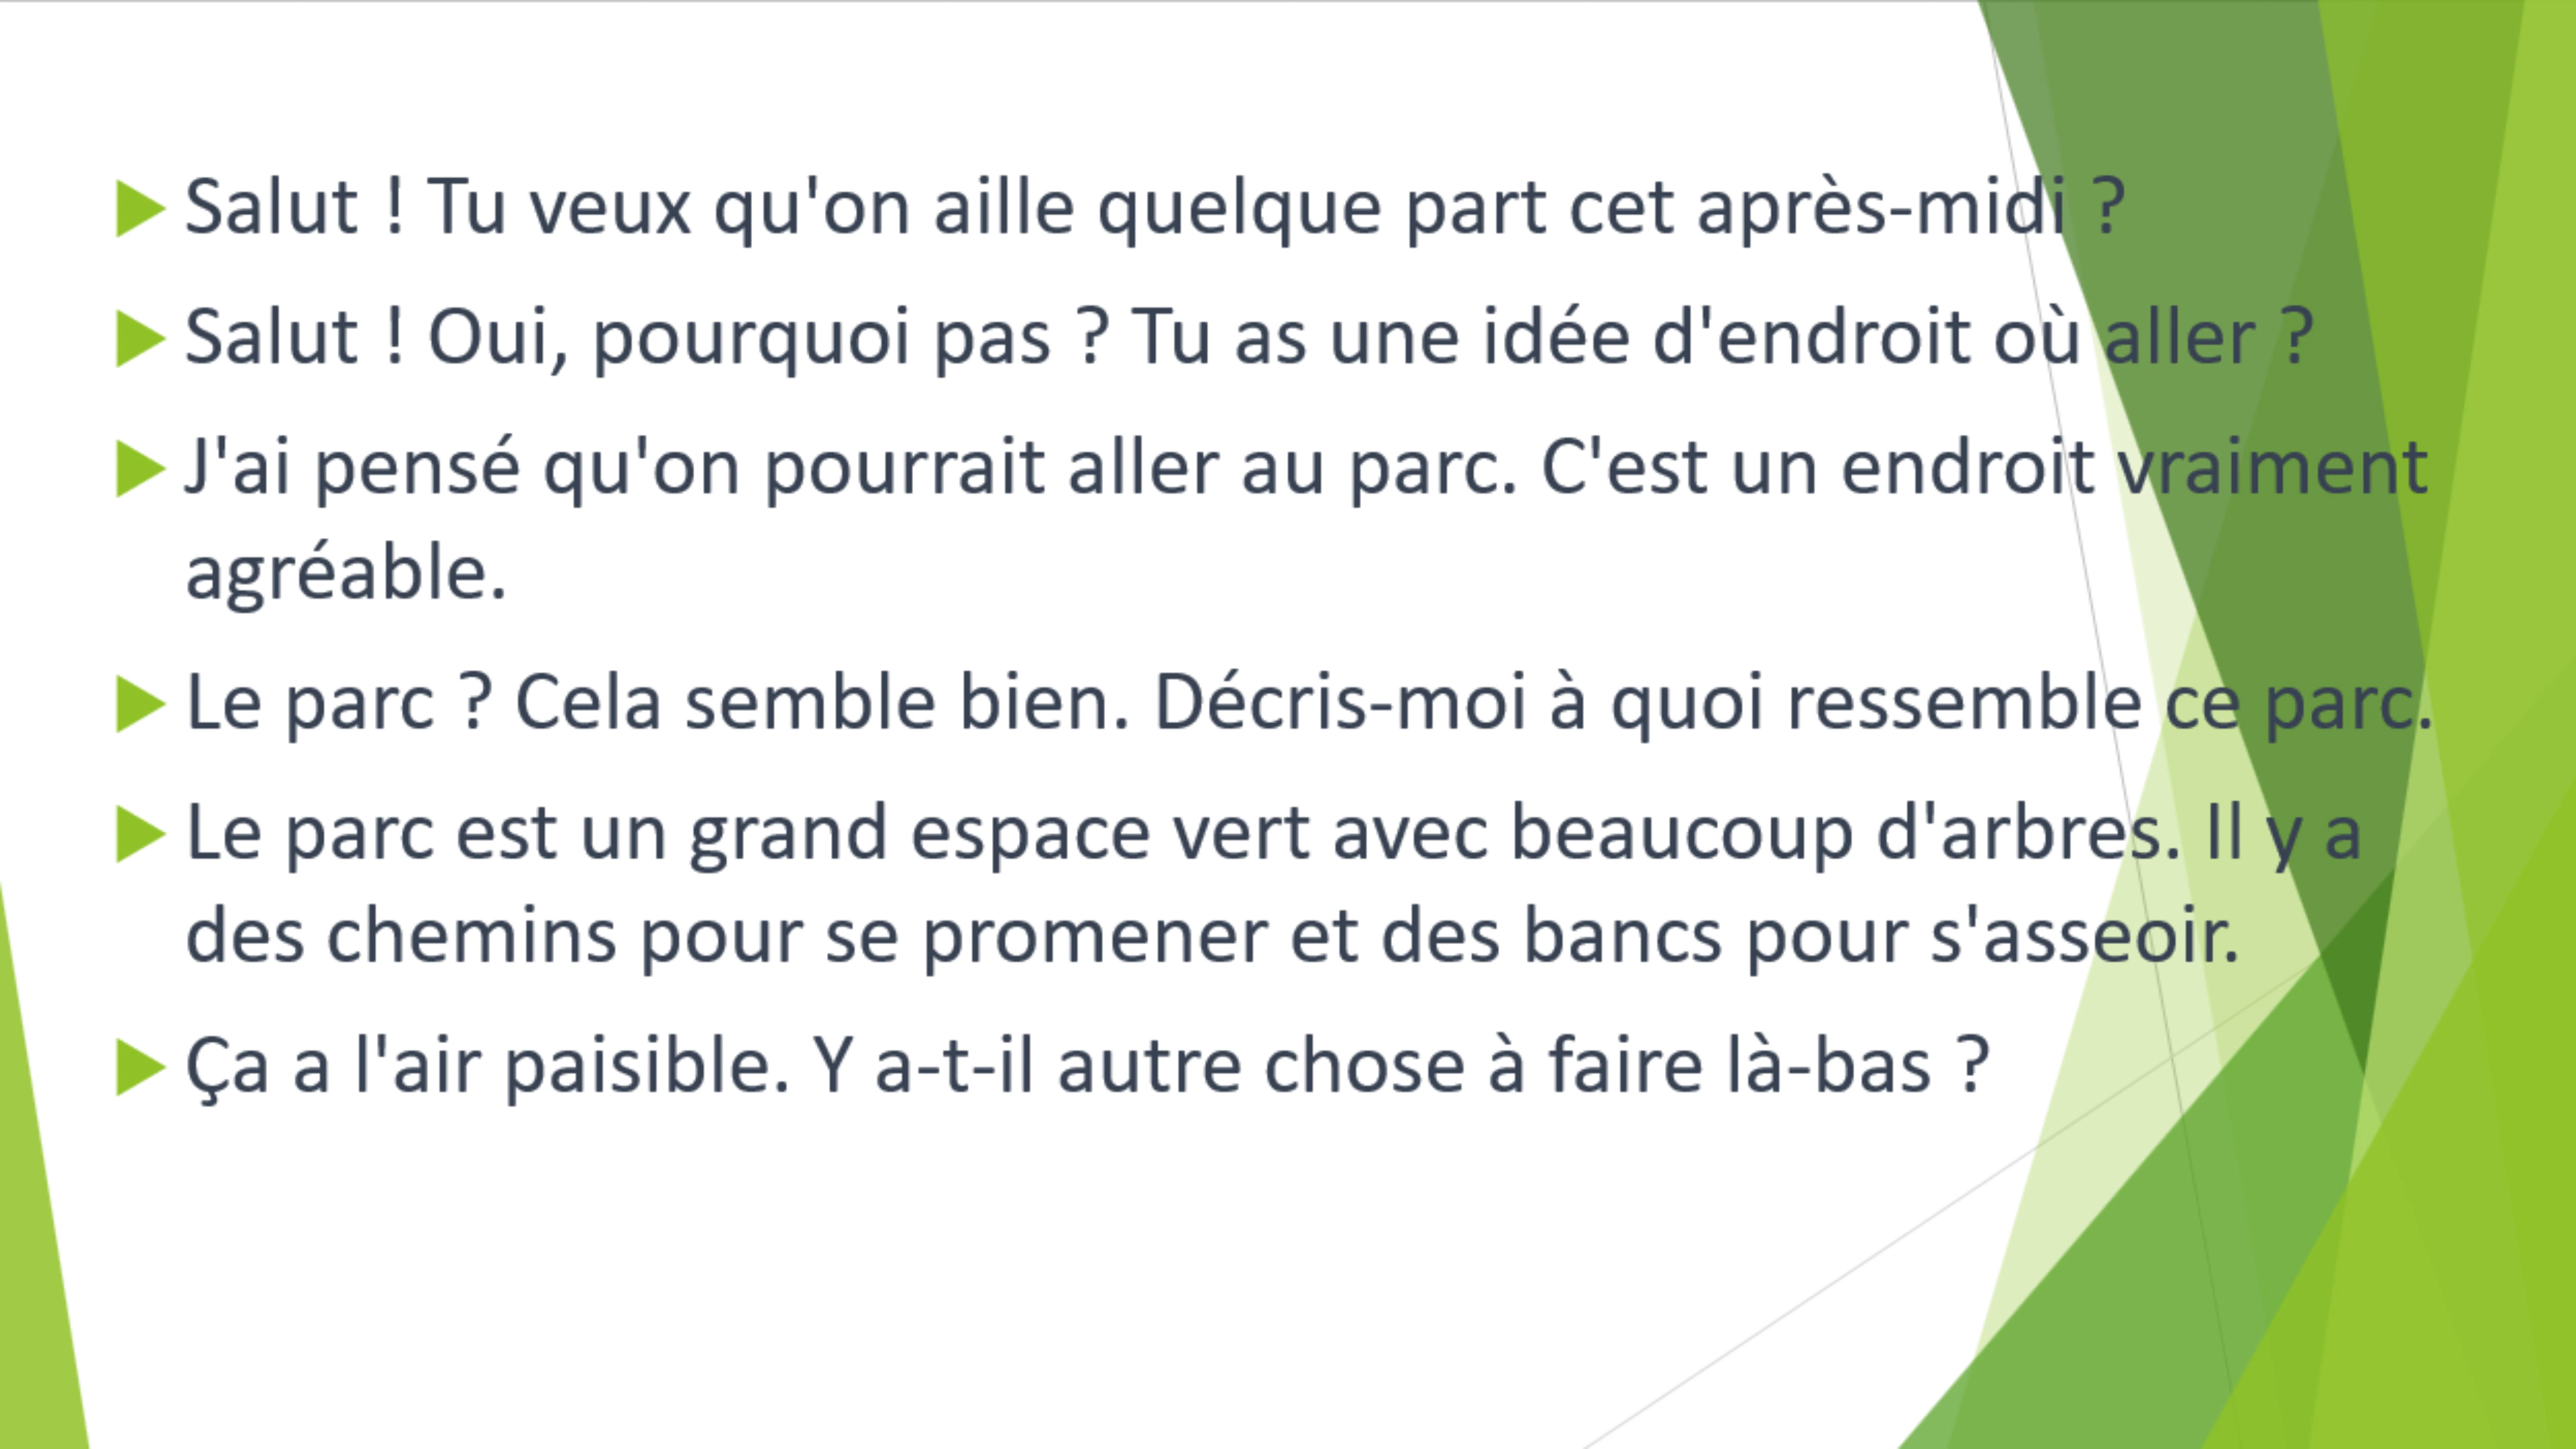 Salut ! Tu veux qu'on aille quelque part cet après-midi ?
Salut ! Oui, pourquoi pas ? Tu as une idée d'endroit où aller ?
J'ai pensé qu'on pourrait aller au parc. C'est un endroit vraiment
agréable.
Le parc ? Cela semble bien. Décris-moi à quoi ressemble ce parc.
Le parc est un grand espace vert avec beaucoup d'arbres. Il y a
des chemins pour se promener et des bancs pour s'asseoir.
Ça a l'air paisible. Y a-t-il autre chose à faire là-bas ?